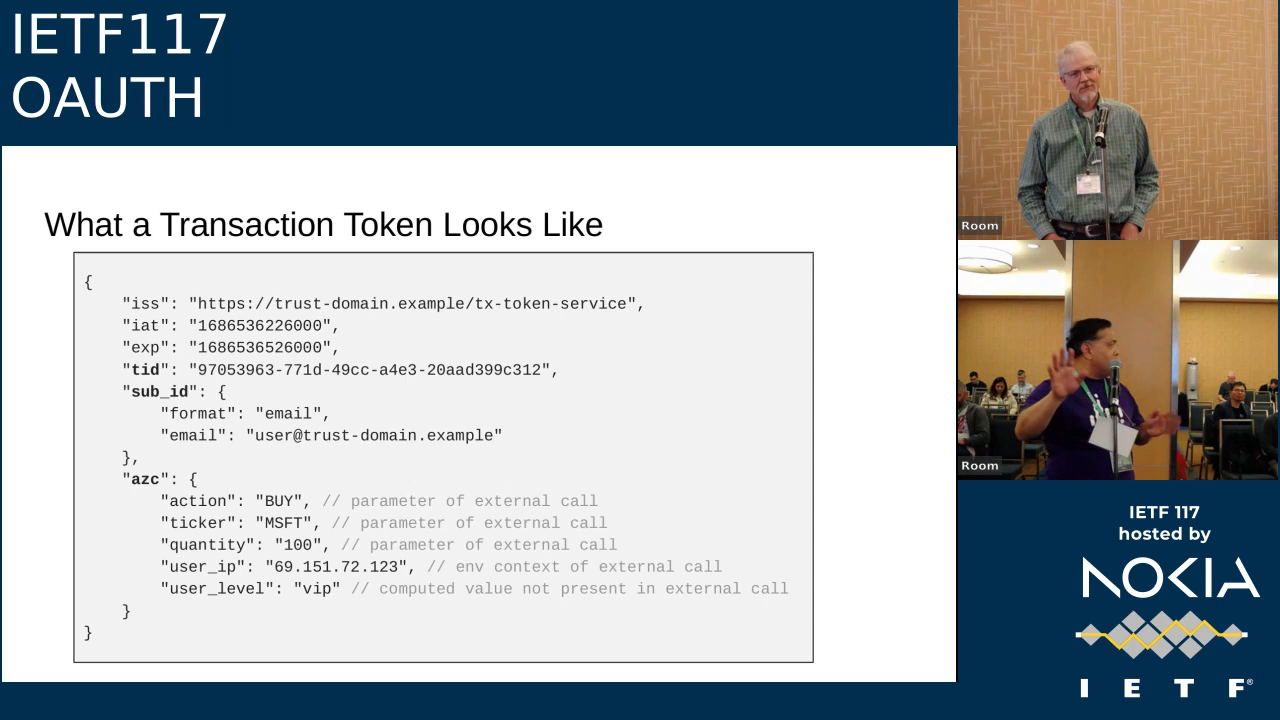 IETF117
OAUTH
What a Transaction Token Looks Like
{
    "iss": "https://trust-domain.example/tx-token-service",
    "iat": "1686536226000",
    "exp": "1686536526000",
    "tid": "97053963-771d-49cc-a4e3-20aad399c312",
    "sub_id": {
        "format": "email",
        "email": "user@trust-domain.example"
    },
    "azc": {
        "action": "BUY", // parameter of external call
        "ticker": "MSFT", // parameter of external call
        "quantity": "100", // parameter of external call
        "user_ip": "69.151.72.123", // env context of external call
        "user_level": "vip" // computed value not present in external call
    }
}
Room
Room
IETF 117
hosted by
NOKIA
I E T F®